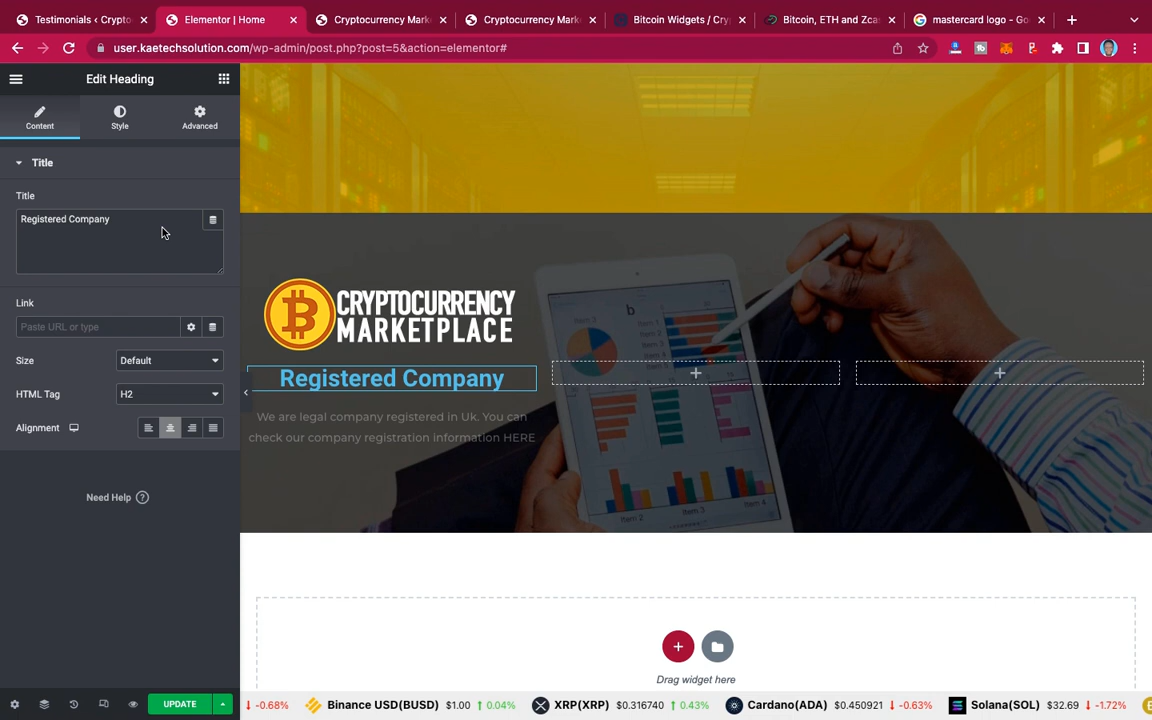 Testimonials ‹ Crypto
Elementor | Home
Cryptocurrency Mark
Cryptocurrency Mark
Bitcoin Widgets / Cry
Bitcoin, ETH and Zca
mastercard logo - Go
user.kaetechsolution.com/wp-admin/post.php?post=5&action=elementor#
Edit Heading
Content
Style
Advanced
Title
Title
Registered Company
Link
Paste URL or type
Size
Default
HTML Tag
H2
Alignment
Need Help
UPDATE
CRYPTOCURRENCY
MARKETPLACE
Registered Company
We are legal company registered in Uk. You can
check our company registration information HERE
Item 2
Item 3
Drag widget here
-0.68% Binance USD(BUSD) $1.00 0.04% XRP(XRP) $0.316740 0.43% Cardano(ADA) $0.450921 -0.63% Solana(SOL) $32.69 -1.72%